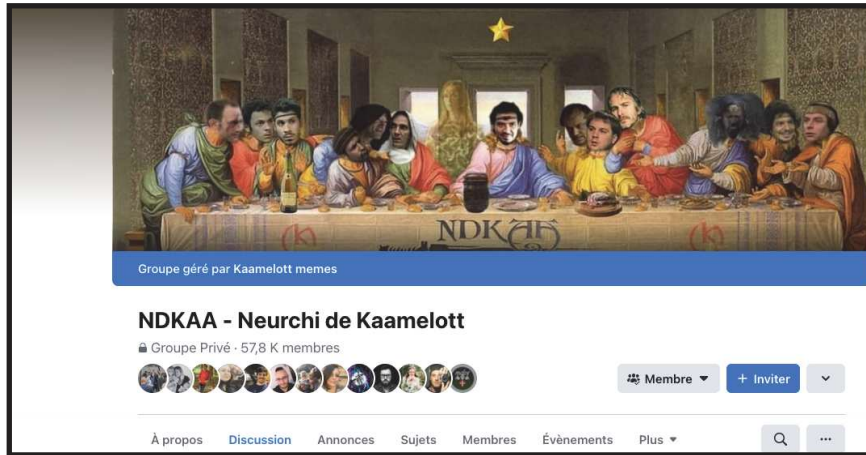 NDKAA
Groupe géré par Kaamelott memes
NDKAA - Neurchi de Kaamelott
Groupe Privé · 57,8 K membres
Membre
+ Inviter
À propos Discussion Annonces Sujets Membres Évènements Plus